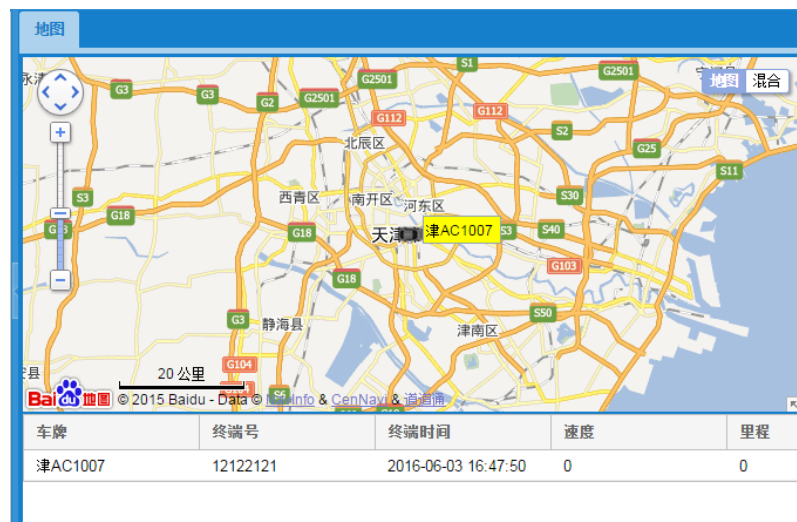 地图
S1
G2501
G2501
G3
G3
G2
G2501
地图 混合
G112
G112
S2
北辰区
G25
S11
S3
西青区
南开区
河东区
S30
G18
G18
天津
津AC1007
S3
S40
G103
G18
G3
静海县
津南区
S50
G104
20 公里
Bai du 地图 © 2015 Baidu - Data © NavInfo & CenNavi & 道道通
S6
车牌 终端号 终端时间 速度 里程
津AC1007 12122121 2016-06-03 16:47:50 0 0